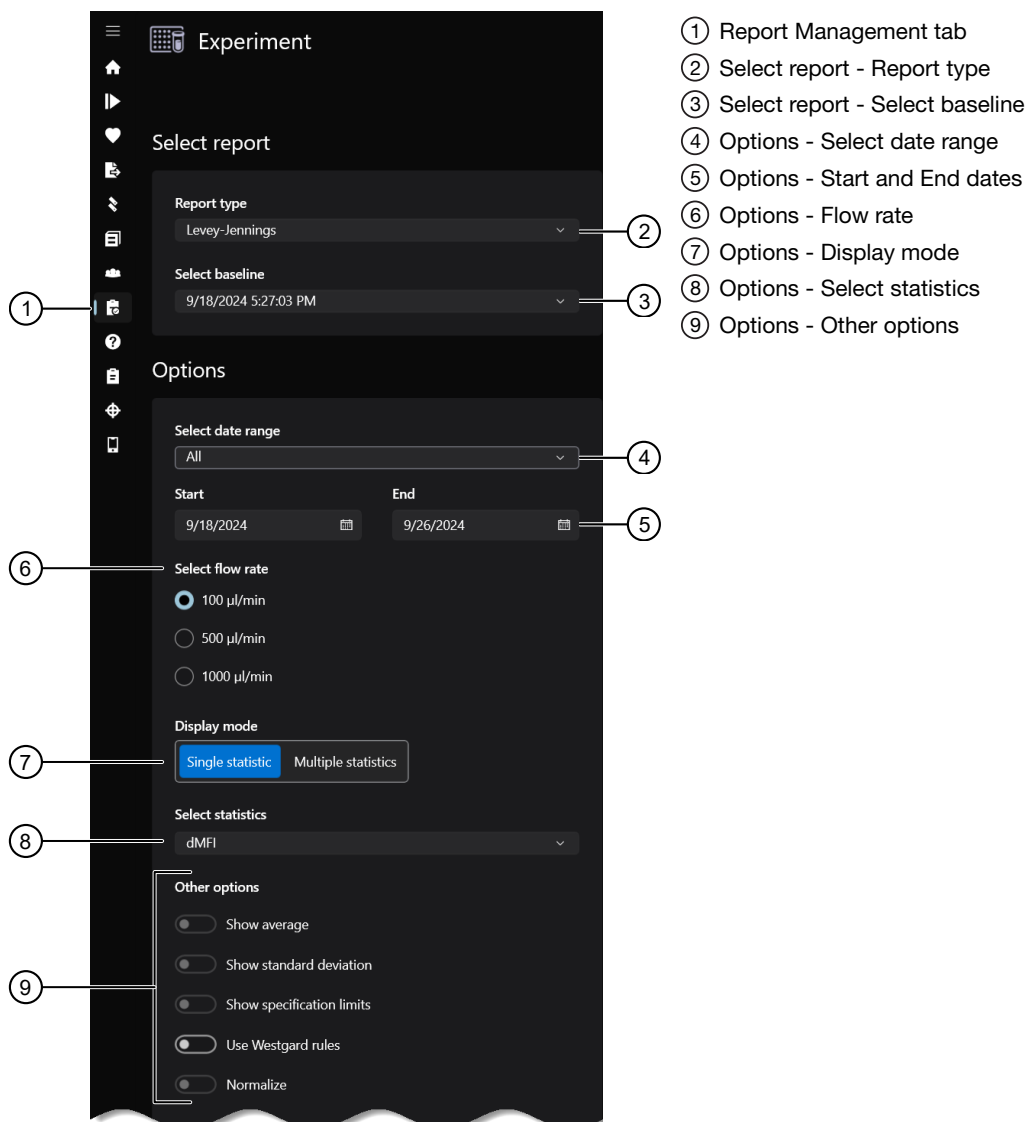 Experiment
Select report
Report type
Levey-Jennings
2
Select baseline
9/18/2024 5:27:03 PM
3
1
Options
Select date range
All
4
Start End
9/18/2024 9/26/2024
5
6
Select flow rate
100 µl/min
500 µl/min
1000 µl/min
Display mode
7
Single statistic Multiple statistics
Select statistics
8
dMFI
Other options
Show average
Show standard deviation
9
Show specification limits
Use Westgard rules
Normalize
1 Report Management tab
2 Select report - Report type
3 Select report - Select baseline
4 Options - Select date range
5 Options - Start and End dates
6 Options - Flow rate
7 Options - Display mode
8 Options - Select statistics
9 Options - Other options